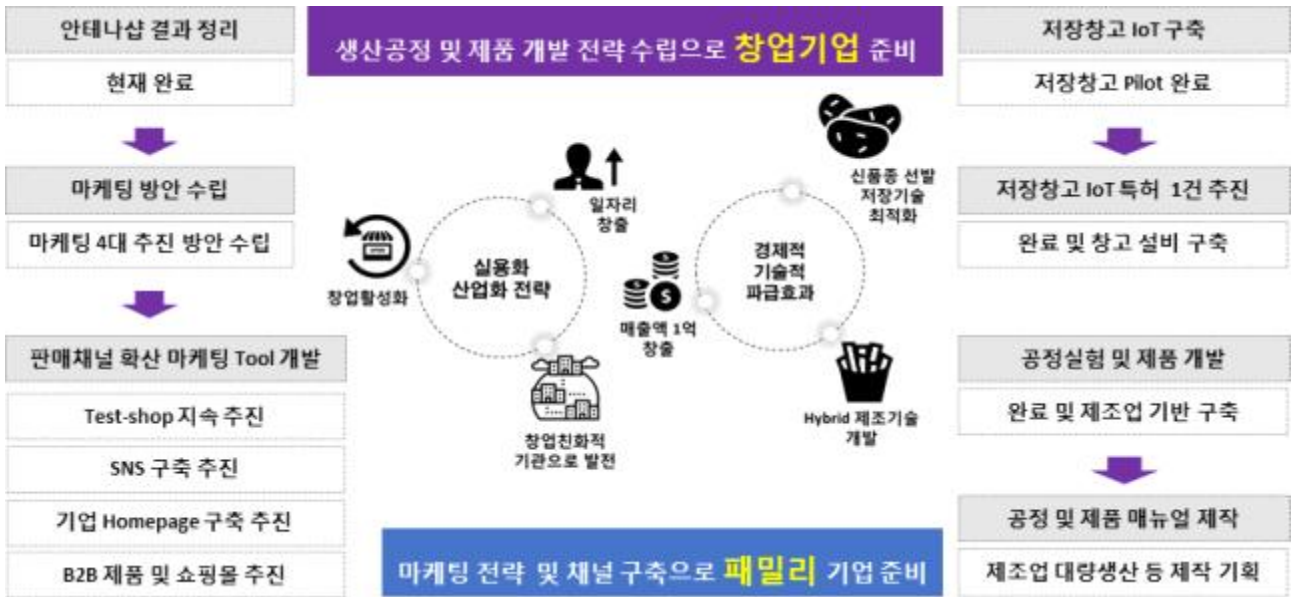 안테나샵 결과 정리
현재 완료
마케팅 방안 수립
마케팅 4대 추진 방안 수립
판매채널 확산 마케팅 Tool 개발
Test-shop 지속 추진
SNS 구축 추진
기업 Homepage 구축 추진
B2B 제품 및 쇼핑몰 추진
생산공정 및 제품 개발 전략 수립으로 창업기업 준비
일자리
창출
창업활성화
실용화
산업화 전략
창업친화적
기관으로 발전
신품종 선발
저장기술
최적화
경제적
기술적
파급효과
매출액 1억
창출
Hybrid 제조기술
개발
마케팅 전략 및 채널 구축으로 패밀리 기업 준비
저장창고 IoT 구축
저장창고 Pilot 완료
저장창고 IoT 특허 1건 추진
완료 및 창고 설비 구축
공정실험 및 제품 개발
완료 및 제조업 기반 구축
공정 및 제품 매뉴얼 제작
제조업 대량생산 등 제작 기획